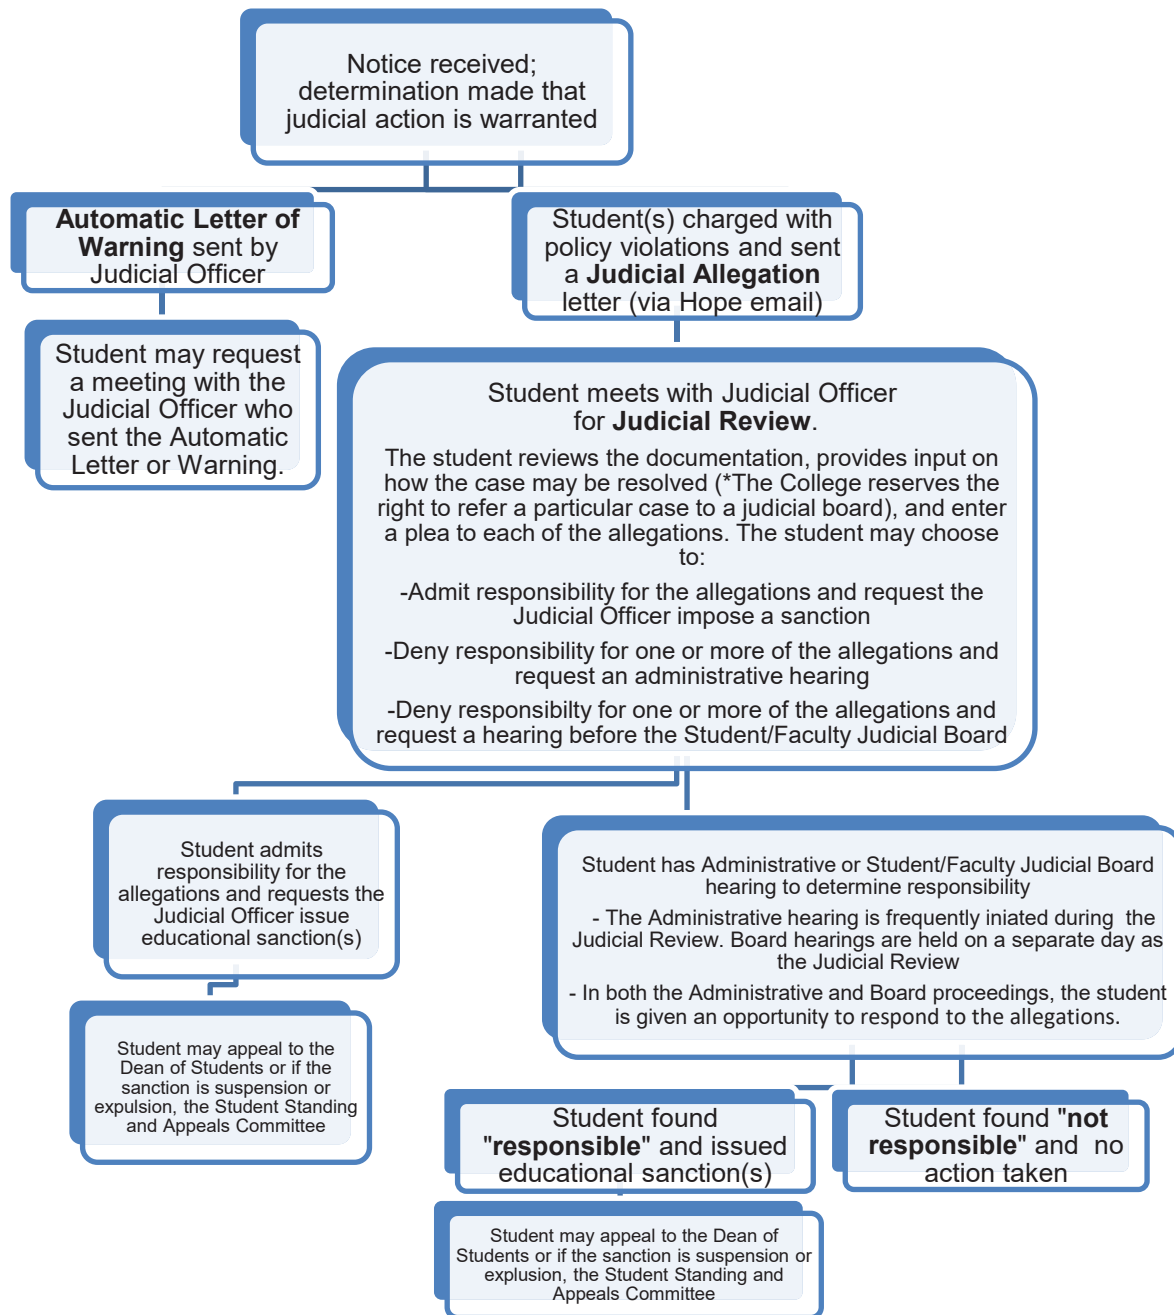 Notice received;
determination made that
judicial action is warranted
Automatic Letter of
Warning sent by
Judicial Officer
Student(s) charged with
policy violations and sent
a Judicial Allegation
letter (via Hope email)
Student may request
a meeting with the
Judicial Officer who
sent the Automatic
Letter or Warning.
Student meets with Judicial Officer
for Judicial Review.
The student reviews the documentation, provides input on
how the case may be resolved (*The College reserves the
right to refer a particular case to a judicial board), and enter
a plea to each of the allegations. The student may choose
to:
-Admit responsibility for the allegations and request the
Judicial Officer impose a sanction
-Deny responsibility for one or more of the allegations and
request an administrative hearing
-Deny responsibilty for one or more of the allegations and
request a hearing before the Student/Faculty Judicial Board
Student admits
responsibility for the
allegations and requests the
Judicial Officer issue
educational sanction(s)
Student may appeal to the
Dean of Students or if the
sanction is suspension or
expulsion, the Student Standing
and Appeals Committee
Student has Administrative or Student/Faculty Judicial Board
hearing to determine responsibility
- The Administrative hearing is frequently iniated during the
Judicial Review. Board hearings are held on a separate day as
the Judicial Review
- In both the Administrative and Board proceedings, the student
is given an opportunity to respond to the allegations.
Student found
"responsible" and issued
educational sanction(s)
Student found "not
responsible" and no
action taken
Student may appeal to the Dean of
Students or if the sanction is suspension or
explusion, the Student Standing and
Appeals Committee